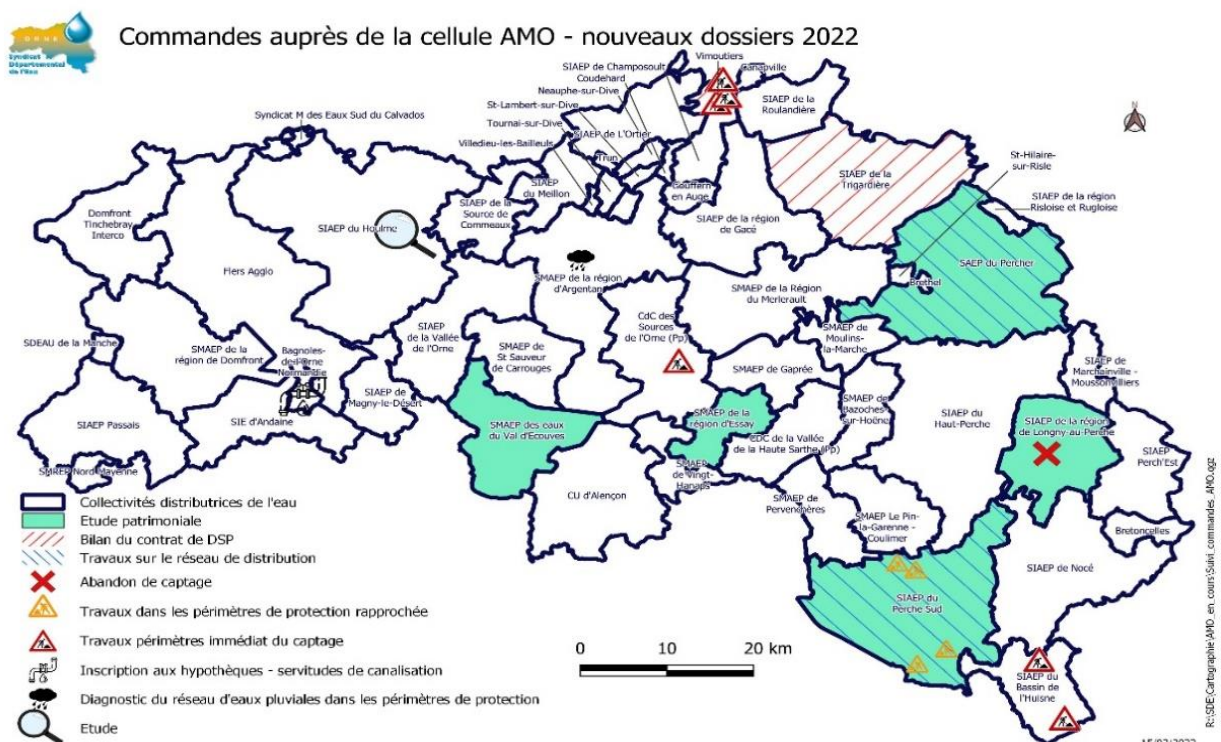 ORNE
Syndicat
Départemental
de l'Eau
Commandes auprès de la cellule AMO - nouveaux dossiers 2022
Vimoutiers
Canapville
SIAEP de Champosoult
Coudehard
Neauphe-sur-Dive
St-Lambert-sur-Dive
Tournai-sur-Dive
Villedieu-les-Bailleuls
Syndicat M des Eaux Sud du Calvados
SIAEP de la
Roulandière
SIAEP de L'Ortier
Trun
N
St-Hilaire-
sur-Risle
SIAEP de la
Trigardière
SIAEP de la région
Risloise et Rugloise
SIAEP
du Meillon
Gouffern
en Auge
Domfront
Tinchebray
Interco
SIAEP du Houlme
SIAEP de la
Source de
Commeaux
SIAEP de la région
de Gacé
SAEP du Percher
Brethel
Flers Agglo
SMAEP de la région
d'Argentan
SMAEP de la Région
du Merlerault
CdC des
Sources
de l'Orne (Pp)
SIAEP
de la Vallée
de l'Orne
SMAEP de
St Sauveur
de Carrouges
SMAEP de
Moulins-
la-Marche
SDEAU de la Manche
SMAEP de la
région de Domfront
Bagnoles-
de-l'Orne
Normandie
SMAEP de Gaprée
SIAEP de
Marchainville -
Moussonvilliers
SIAEP de
Magny-le-Désert
SMAEP de
Bazoches-
sur-Hoëne
SIAEP Passais
SIE d'Andaine
SMAEP des eaux
du Val d'Ecouves
SMAEP de la
région d'Essay
CDC de la Vallée
de la Haute Sarthe (Pp)
SIAEP du
Haut-Perche
SIAEP de la région
de Longny-au-Perche
SIAEP
Perch'Est
SMREP Nord Mayenne
CU d'Alençon
SMAEP
de Vingt-
Hanaps
SMAEP de
Pervenchères
SMAEP Le Pin-
la-Garenne -
Coulimer
Bretoncelles
SIAEP de Nocé
SIAEP du
Perche Sud
SIAEP du
Bassin de
l'Huisne
Collectivités distributrices de l'eau
Etude patrimoniale
Bilan du contrat de DSP
Travaux sur le réseau de distribution
Abandon de captage
Travaux dans les périmètres de protection rapprochée
Travaux périmètres immédiat du captage
Inscription aux hypothèques - servitudes de canalisation
Diagnostic du réseau d'eaux pluviales dans les périmètres de protection
Etude
0 10 20 km
R:\SDE\Cartographie\AMO_en_cours\Suivi_commandes_AMO.qgz